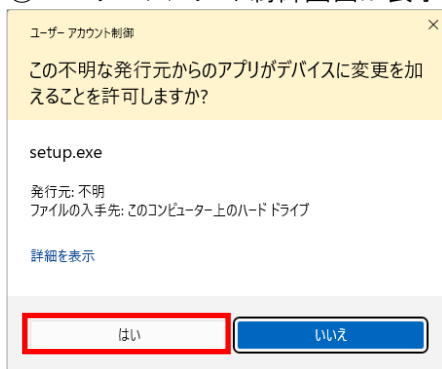 ユーザー アカウント制御
この不明な発行元からのアプリがデバイスに変更を加
えることを許可しますか?
setup.exe
発行元: 不明
ファイルの入手先: このコンピューター上のハード ドライブ
詳細を表示
はい
いいえ